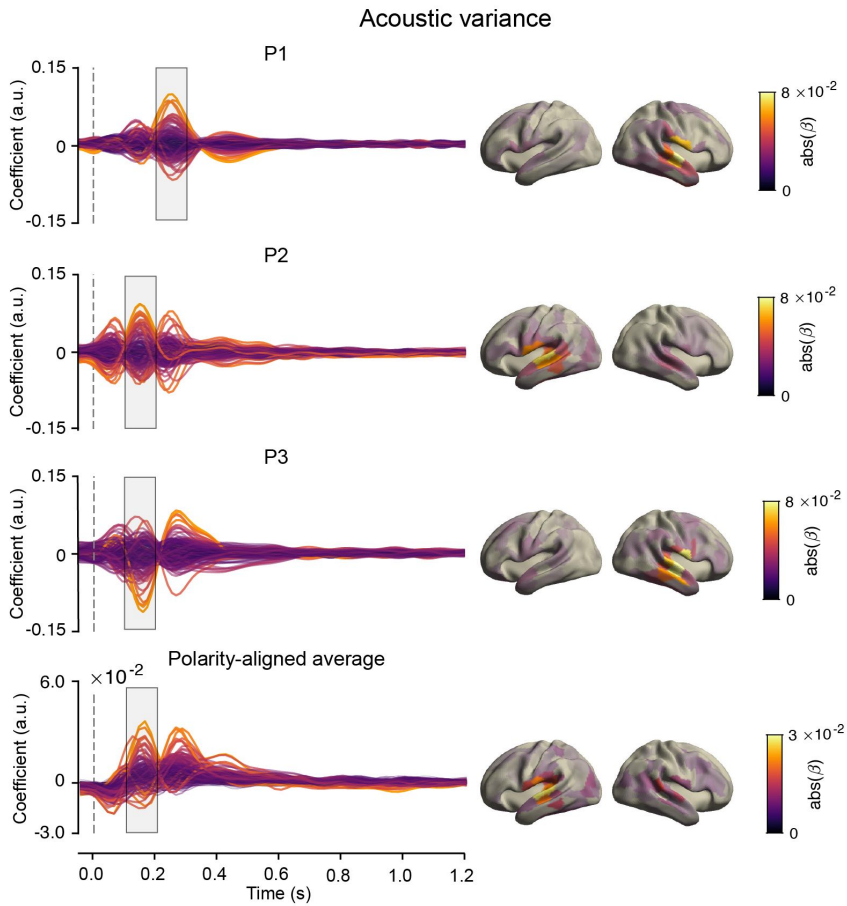 Acoustic variance
P1
0.15
0
-0.15
Coefficient (a.u.)
8 ×10-2
0
abs(β)
P2
0.15
0
-0.15
Coefficient (a.u.)
8 ×10-2
0
abs(β)
P3
0.15
0
-0.15
Coefficient (a.u.)
8 ×10-2
0
abs(β)
Polarity-aligned average
×10-2
6.0
0
-3.0
Coefficient (a.u.)
3 ×10-2
0
abs(β)
0.0 0.2 0.4 0.6 0.8 1.0 1.2
Time (s)